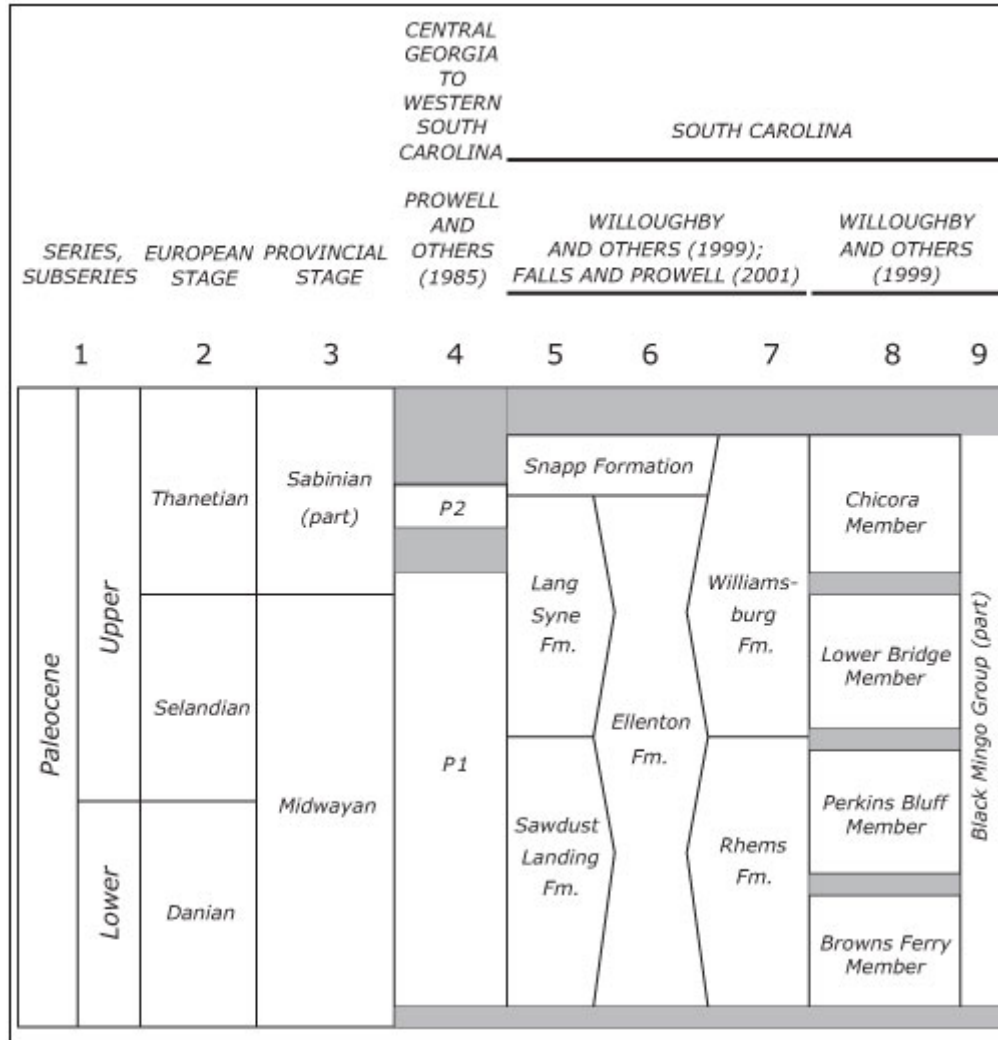 CENTRAL
GEORGIA
TO
WESTERN
SOUTH
CAROLINA
SOUTH CAROLINA
SERIES,
SUBSERIES
EUROPEAN
STAGE
PROVINCIAL
STAGE
PROWELL
AND
OTHERS
(1985)
WILLOUGHBY
AND OTHERS (1999);
FALLS AND PROWELL (2001)
WILLOUGHBY
AND OTHERS
(1999)
1 2 3 4 5 6 7 8 9
Paleocene
Upper
Lower
Thanetian
Selandian
Danian
Sabinian
(part)
Midwayan
P2
P1
Snapp Formation
Lang
Syne
Fm.
Sawdust
Landing
Fm.
Ellenton
Fm.
Williams-
burg
Fm.
Rhems
Fm.
Chicora
Member
Lower Bridge
Member
Perkins Bluff
Member
Browns Ferry
Member
Black Mingo Group (part)